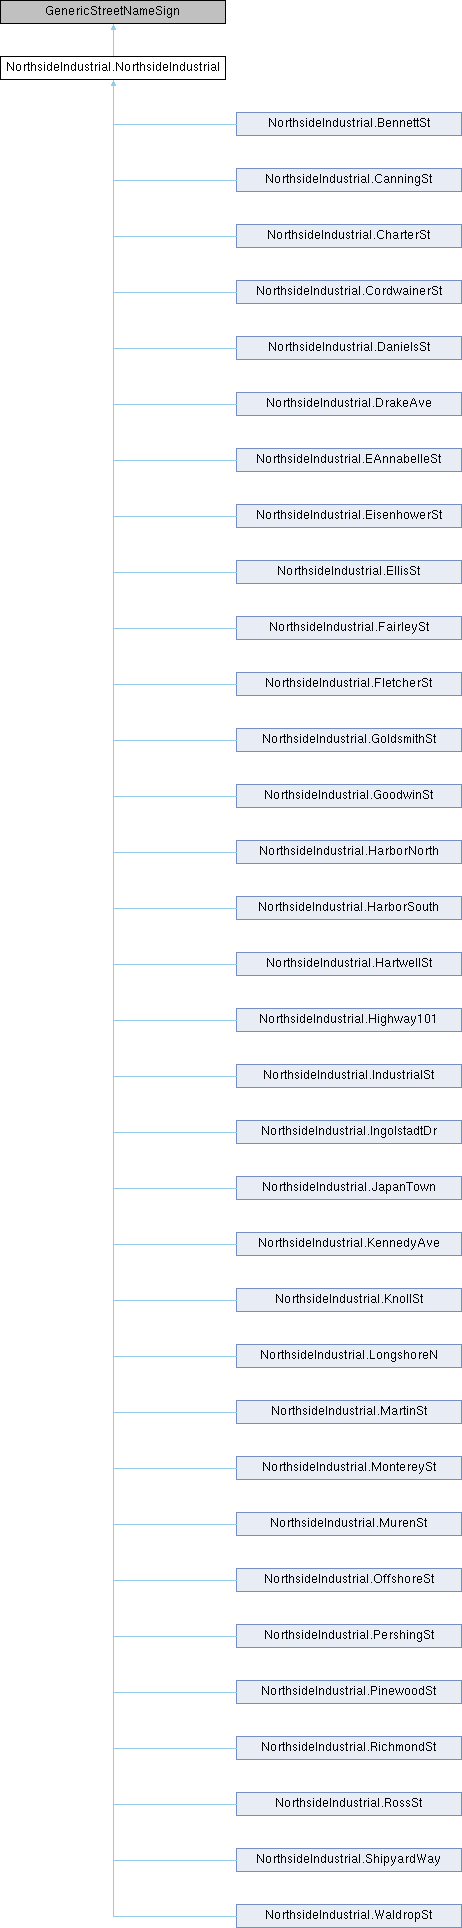 GenericStreetNameSign
NorthsideIndustrial.NorthsideIndustrial
NorthsideIndustrial.BennettSt
NorthsideIndustrial.CanningSt
NorthsideIndustrial.CharterSt
NorthsideIndustrial.CordwainerSt
NorthsideIndustrial.DanielsSt
NorthsideIndustrial.DrakeAve
NorthsideIndustrial.EAnnabelleSt
NorthsideIndustrial.EisenhowerSt
NorthsideIndustrial.EllisSt
NorthsideIndustrial.FairleySt
NorthsideIndustrial.FletcherSt
NorthsideIndustrial.GoldsmithSt
NorthsideIndustrial.GoodwinSt
NorthsideIndustrial.HarborNorth
NorthsideIndustrial.HarborSouth
NorthsideIndustrial.HartwellSt
NorthsideIndustrial.Highway101
NorthsideIndustrial.IndustrialSt
NorthsideIndustrial.IngolstadtDr
NorthsideIndustrial.JapanTown
NorthsideIndustrial.KennedyAve
NorthsideIndustrial.KnollSt
NorthsideIndustrial.LongshoreN
NorthsideIndustrial.MartinSt
NorthsideIndustrial.MontereySt
NorthsideIndustrial.MurenSt
NorthsideIndustrial.OffshoreSt
NorthsideIndustrial.PershingSt
NorthsideIndustrial.PinewoodSt
NorthsideIndustrial.RichmondSt
NorthsideIndustrial.RossSt
NorthsideIndustrial.ShipyardWay
NorthsideIndustrial.WaldropSt